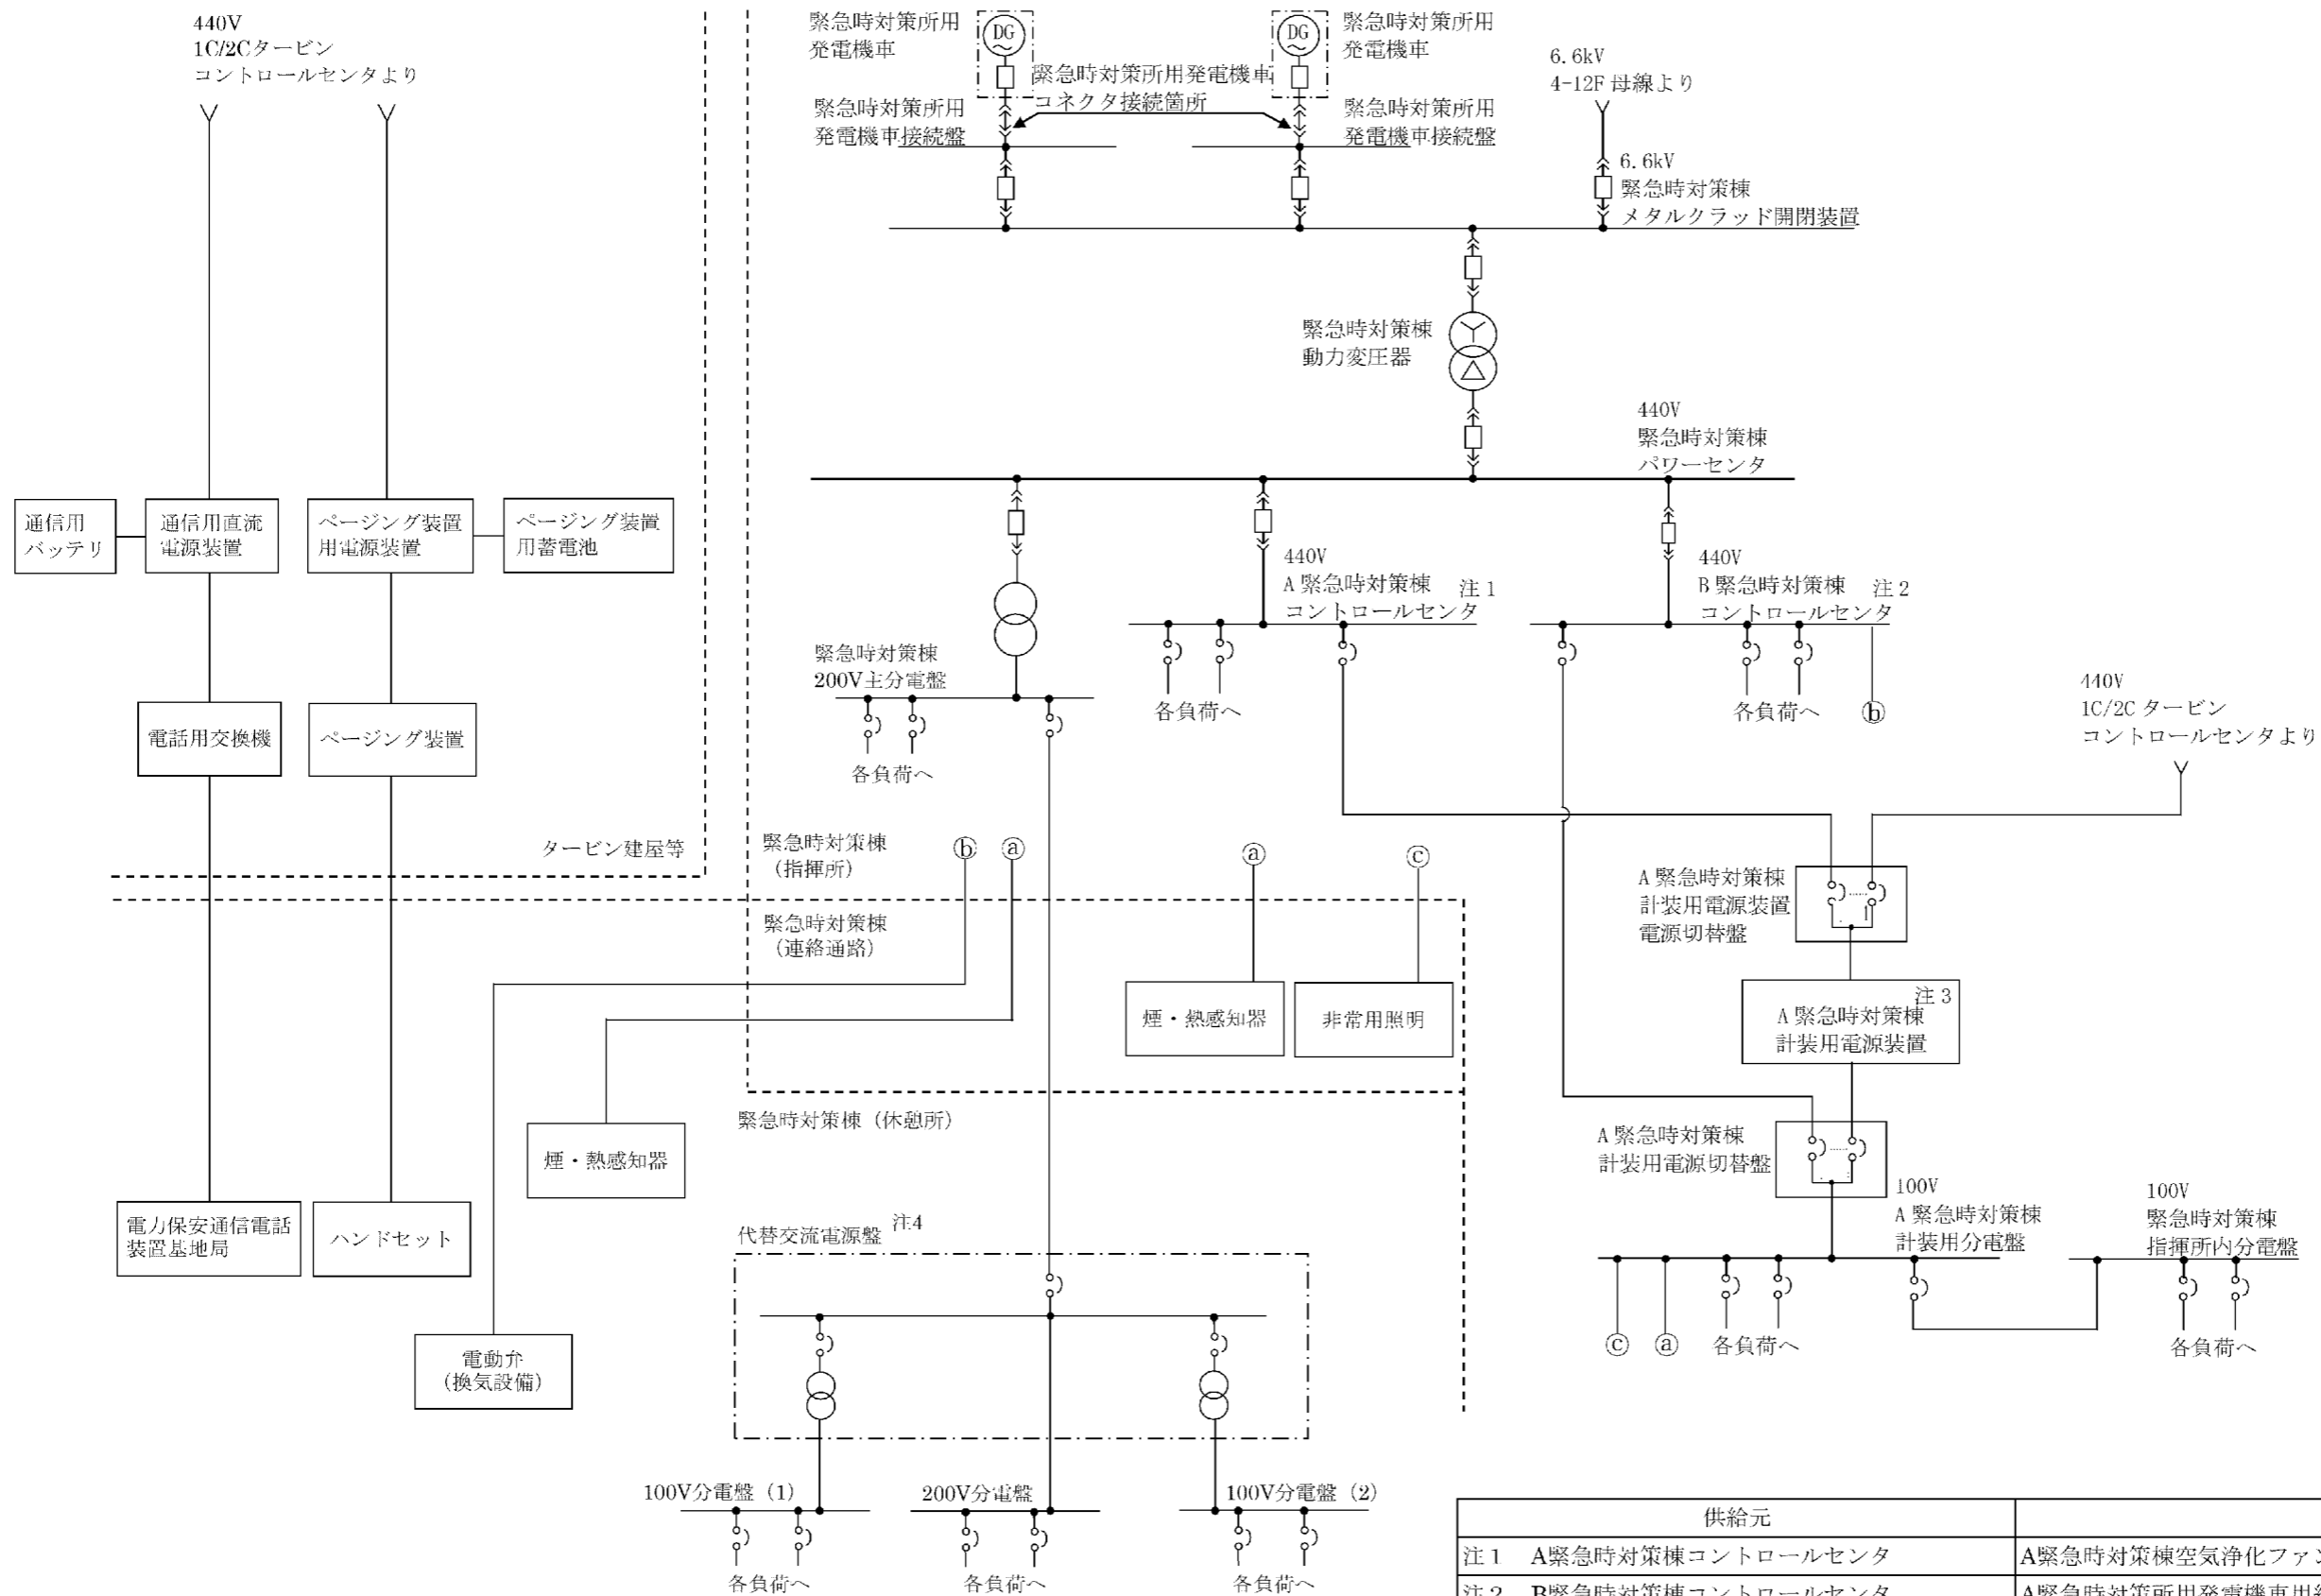 440V
1C/2Cタービン
コントロールセンタより
緊急時対策所用
発電機車
DG
DG
緊急時対策所用
発電機車
緊急時対策所用発電機車
コネクタ接続箇所
緊急時対策所用
発電機車接続盤
緊急時対策所用
発電機車接続盤
6.6kV
4-12F 母線より
6.6kV
緊急時対策棟
メタルクラッド開閉装置
緊急時対策棟
動力変圧器
440V
緊急時対策棟
パワーセンタ
通信用
バッテリ
通信用直流
電源装置
ページング装置
用電源装置
ページング装置
用蓄電池
440V
A 緊急時対策棟 注1
コントロールセンタ
440V
B 緊急時対策棟 注2
コントロールセンタ
緊急時対策棟
200V主分電盤
各負荷へ
各負荷へ
各負荷へ
ⓑ
440V
1C/2C タービン
コントロールセンタより
電話用交換機
ページング装置
タービン建屋等
緊急時対策棟
(指揮所)
ⓑ
ⓐ
ⓐ
ⓒ
緊急時対策棟
(連絡通路)
A 緊急時対策棟
計装用電源装置
電源切替盤
煙・熱感知器
非常用照明
注3
A 緊急時対策棟
計装用電源装置
緊急時対策棟(休憩所)
煙・熱感知器
A 緊急時対策棟
計装用電源切替盤
電力保安通信電話
装置基地局
ハンドセット
代替交流電源盤 注4
100V
A 緊急時対策棟
計装用分電盤
100V
緊急時対策棟
指揮所内分電盤
ⓒ
ⓐ
各負荷へ
各負荷へ
電動弁
(換気設備)
100V分電盤(1)
200V分電盤
100V分電盤(2)
各負荷へ
各負荷へ
各負荷へ
供給元
注1 A緊急時対策棟コントロールセンタ
A緊急時対策棟空気浄化ファン